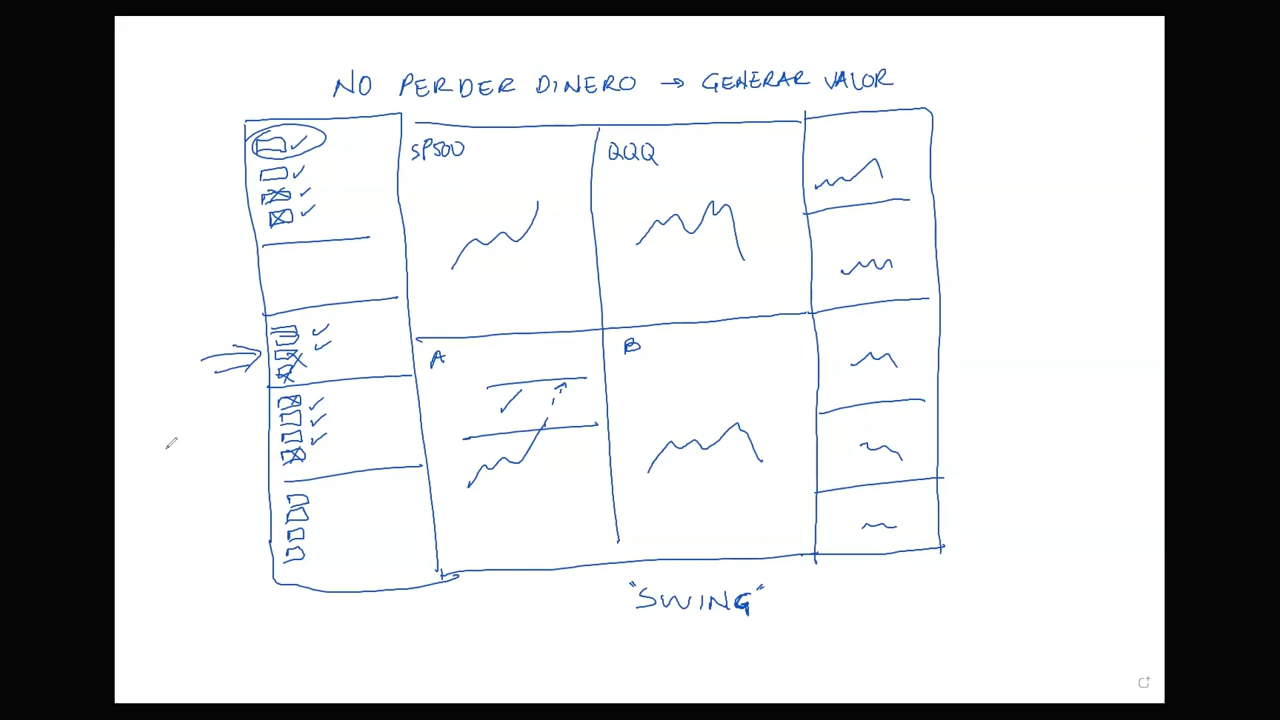 NO PERDER DINERO → GENERAR VALOR
SP500
QQQ
A
B
"SWING"